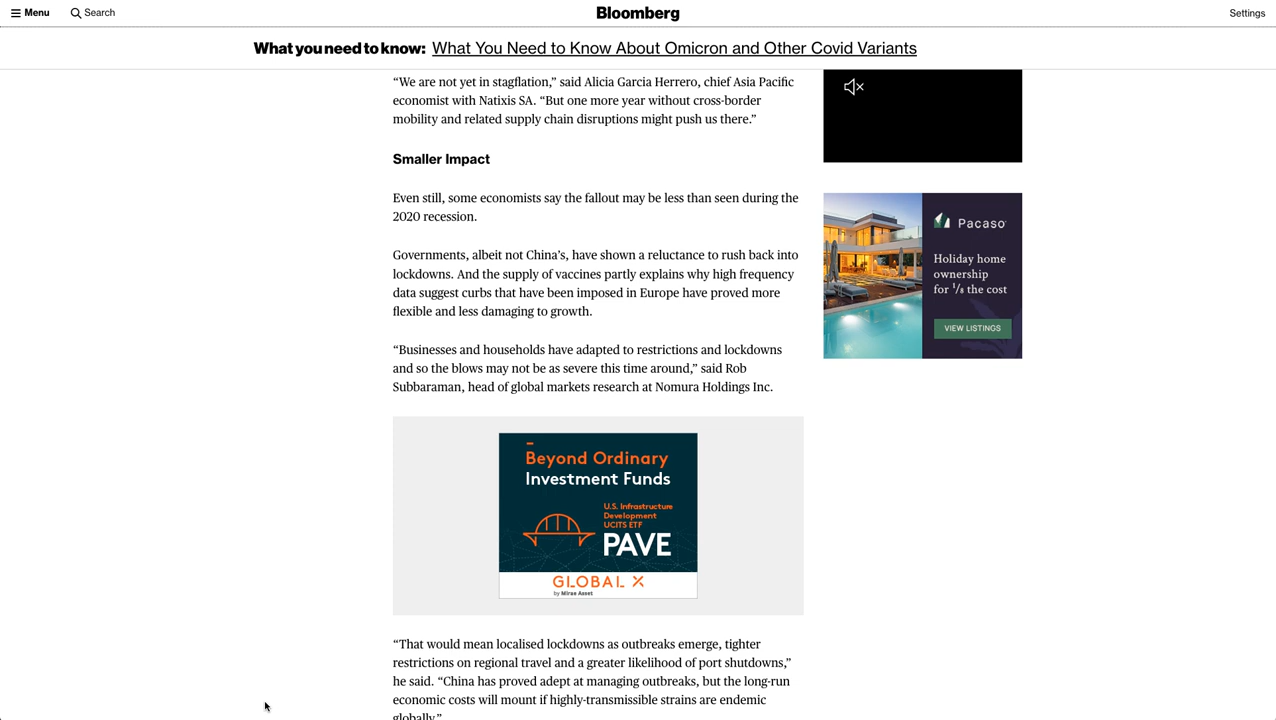 Menu
Search
Bloomberg
Settings
What you need to know: What You Need to Know About Omicron and Other Covid Variants
“We are not yet in stagflation,” said Alicia Garcia Herrero, chief Asia Pacific
economist with Natixis SA. “But one more year without cross-border
mobility and related supply chain disruptions might push us there.”
Smaller Impact
Even still, some economists say the fallout may be less than seen during the
2020 recession.
Governments, albeit not China’s, have shown a reluctance to rush back into
lockdowns. And the supply of vaccines partly explains why high frequency
data suggest curbs that have been imposed in Europe have proved more
flexible and less damaging to growth.
“Businesses and households have adapted to restrictions and lockdowns
and so the blows may not be as severe this time around,” said Rob
Subbaraman, head of global markets research at Nomura Holdings Inc.
Beyond Ordinary
Investment Funds
U.S. Infrastructure
Development
UCITS ETF
PAVE
GLOBAL X
by Mirae Asset
“That would mean localised lockdowns as outbreaks emerge, tighter
restrictions on regional travel and a greater likelihood of port shutdowns,”
he said. “China has proved adept at managing outbreaks, but the long-run
economic costs will mount if highly-transmissible strains are endemic
globally.”
Pacaso
Holiday home
ownership
for 1/8 the cost
VIEW LISTINGS